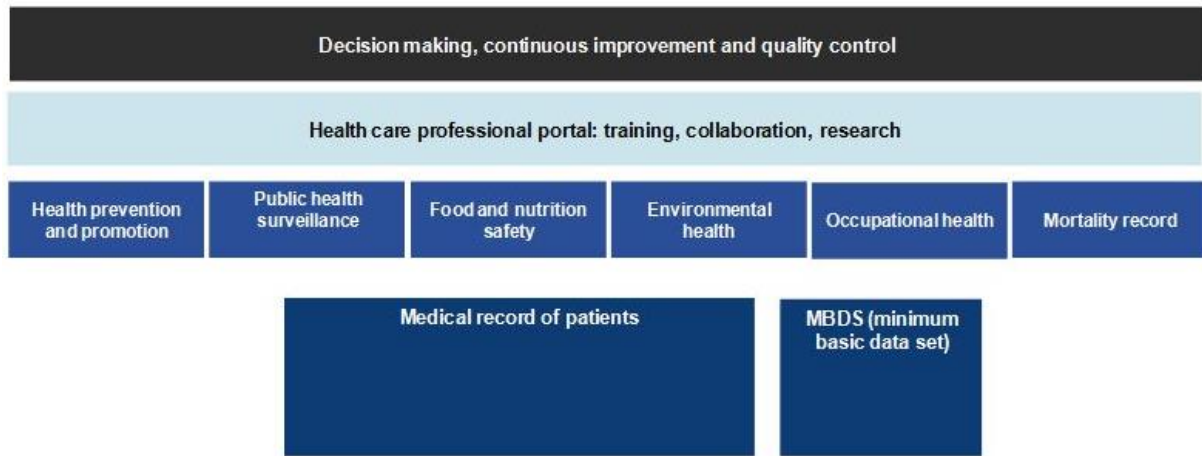 Decision making, continuous improvement and quality control
Health care professional portal: training, collaboration, research
Health prevention
and promotion
Public health
surveillance
Food and nutrition
safety
Environmental
health
Occupational health
Mortality record
Medical record of patients
MBDS (minimum
basic data set)